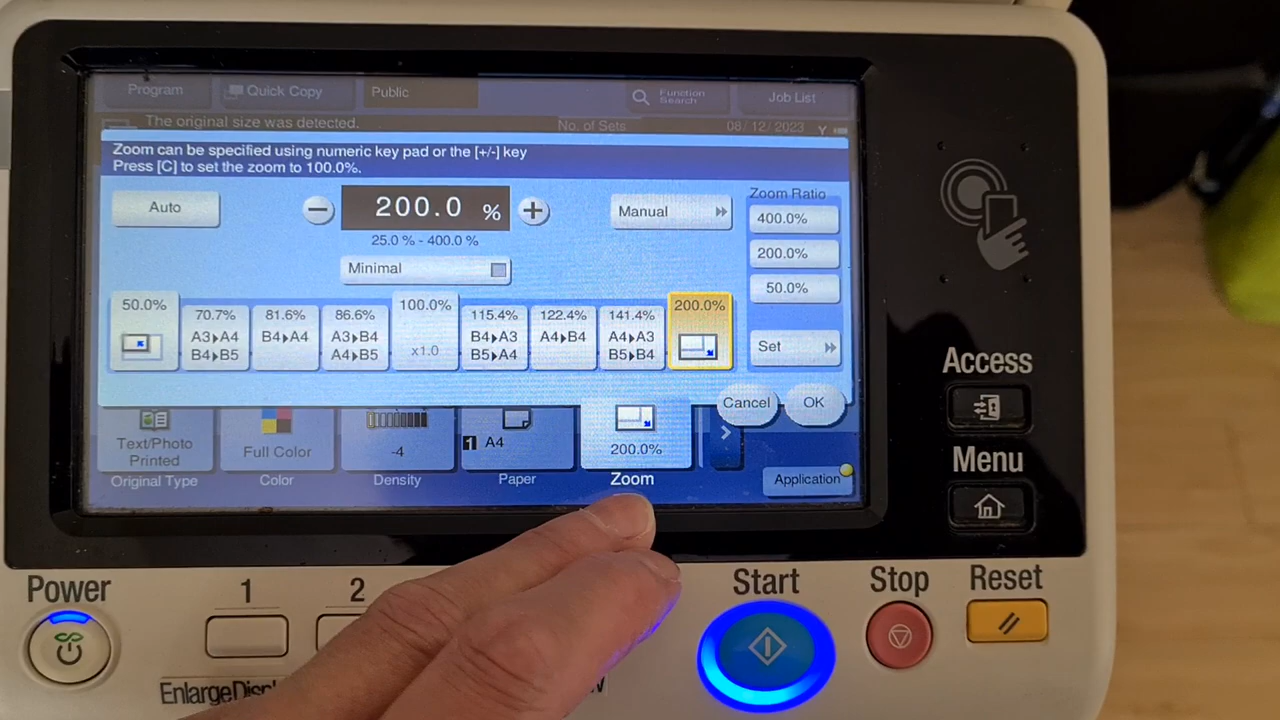 Program
Quick Copy
Public
Function Search
Job List
The original size was detected.
No. of Sets
08/12/2023
Y
Zoom can be specified using numeric key pad or the [+/-] key
Press [C] to set the zoom to 100.0%.
Auto
200.0 %
25.0 % - 400.0 %
Minimal
Manual
Zoom Ratio
400.0%
200.0%
50.0%
Set
50.0%
70.7%
A3▸A4
B4▸B5
81.6%
B4▸A4
86.6%
A3▸B4
A4▸B5
100.0%
x1.0
115.4%
B4▸A3
B5▸A4
122.4%
A4▸B4
141.4%
A4▸A3
B5▸B4
200.0%
Cancel
OK
Text/Photo
Printed
Original Type
Full Color
Color
-4
Density
1 A4
Paper
200.0%
Zoom
Application
Access
Menu
Power
1
2
Start
Stop
Reset